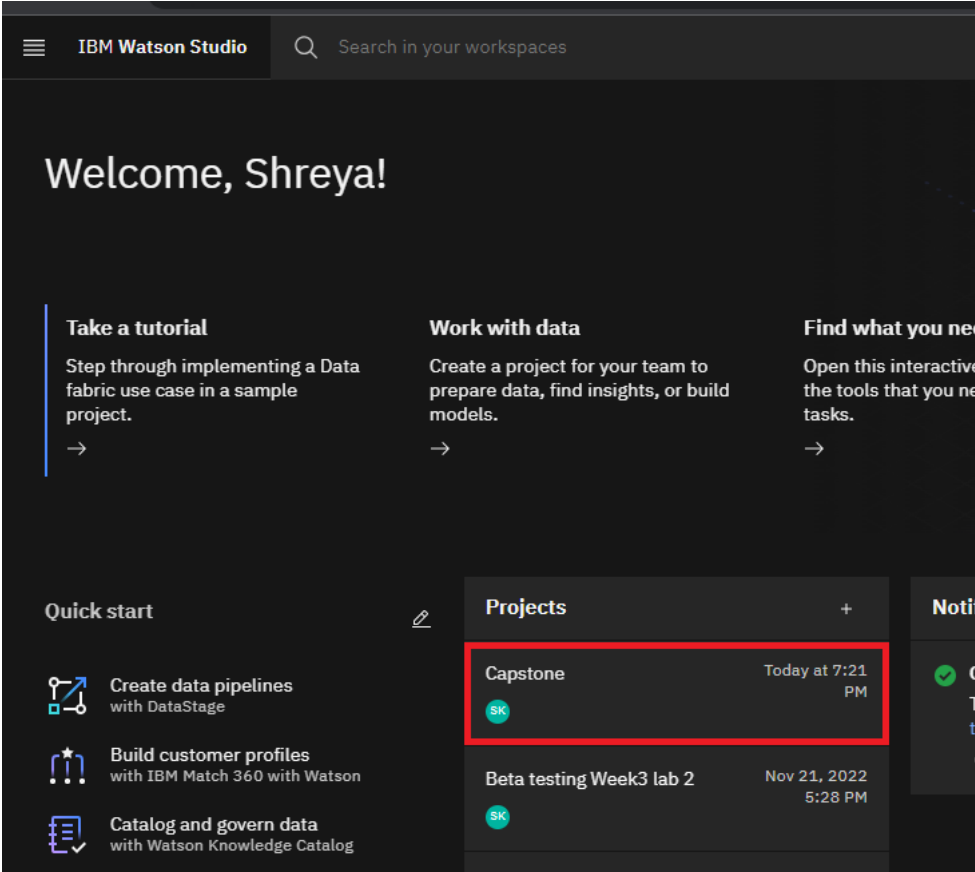 IBM Watson Studio
Search in your workspaces
Welcome, Shreya!
Take a tutorial
Step through implementing a Data
fabric use case in a sample
project.
Work with data
Create a project for your team to
prepare data, find insights, or build
models.
Find what you
Open this interactive
the tools that you
tasks.
Quick start
Create data pipelines
with DataStage
Build customer profiles
with IBM Match 360 with Watson
Catalog and govern data
with Watson Knowledge Catalog
Projects
+
Capstone
Today at 7:21
PM
SK
Beta testing Week3 lab 2
Nov 21, 2022
5:28 PM
SK